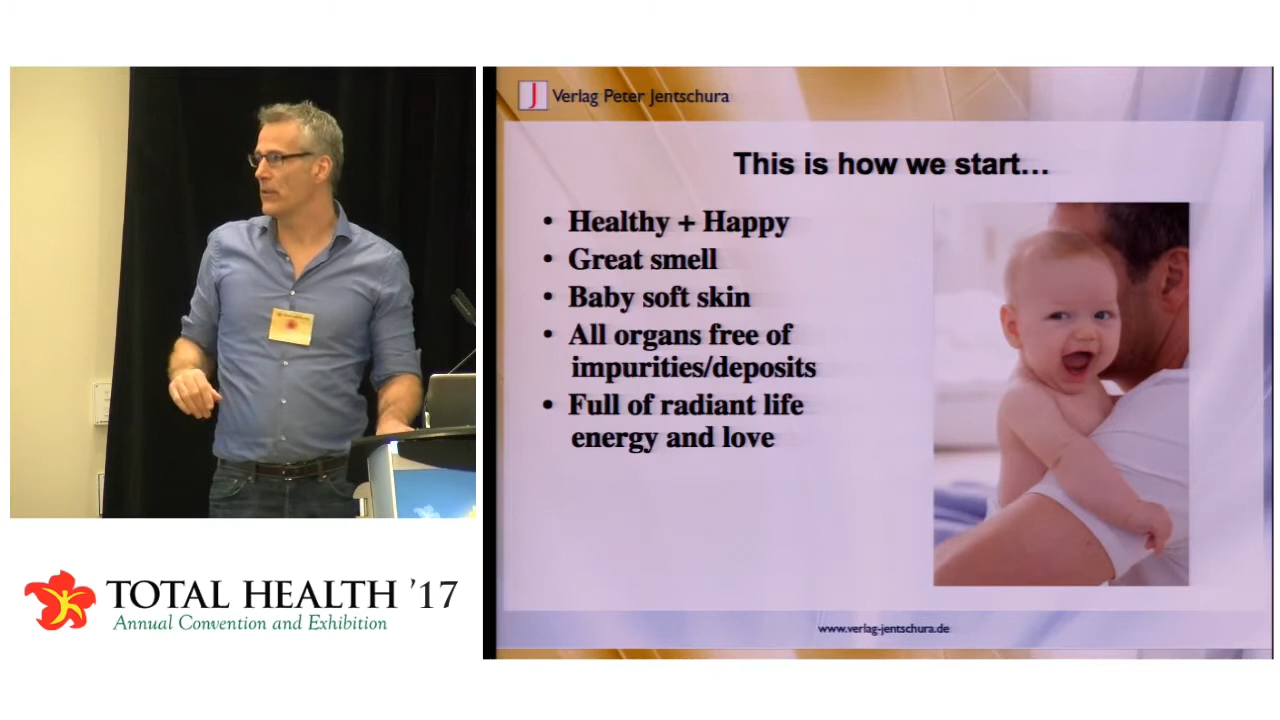 J Verlag Peter Jentschura
This is how we start...
• Healthy + Happy
• Great smell
• Baby soft skin
• All organs free of
impurities/deposits
• Full of radiant life
energy and love
www.verlag-jentschura.de
TOTAL HEALTH '17
Annual Convention and Exhibition